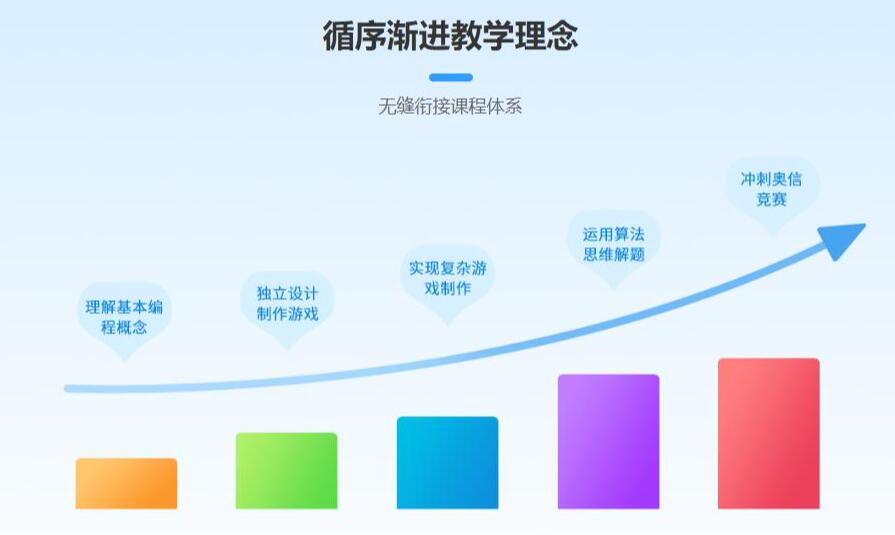 循序渐进教学理念
无缝衔接课程体系
理解基本编
程概念
独立设计
制作游戏
实现复杂游
戏制作
运用算法
思维解题
冲刺奥信
竞赛